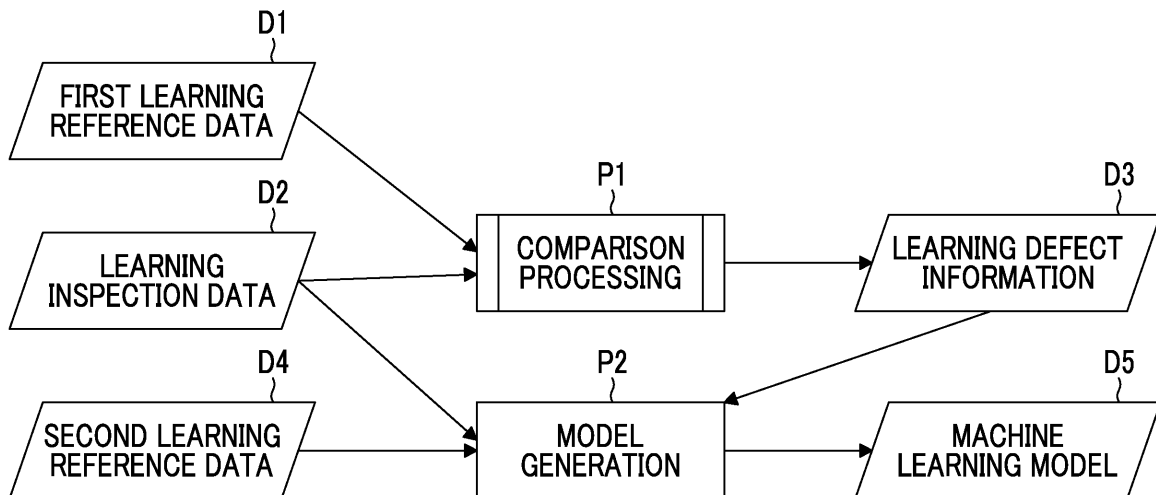 D1
FIRST LEARNING
REFERENCE DATA
D2
LEARNING
INSPECTION DATA
P1
COMPARISON
PROCESSING
D3
LEARNING DEFECT
INFORMATION
D4
SECOND LEARNING
REFERENCE DATA
P2
MODEL
GENERATION
D5
MACHINE
LEARNING MODEL